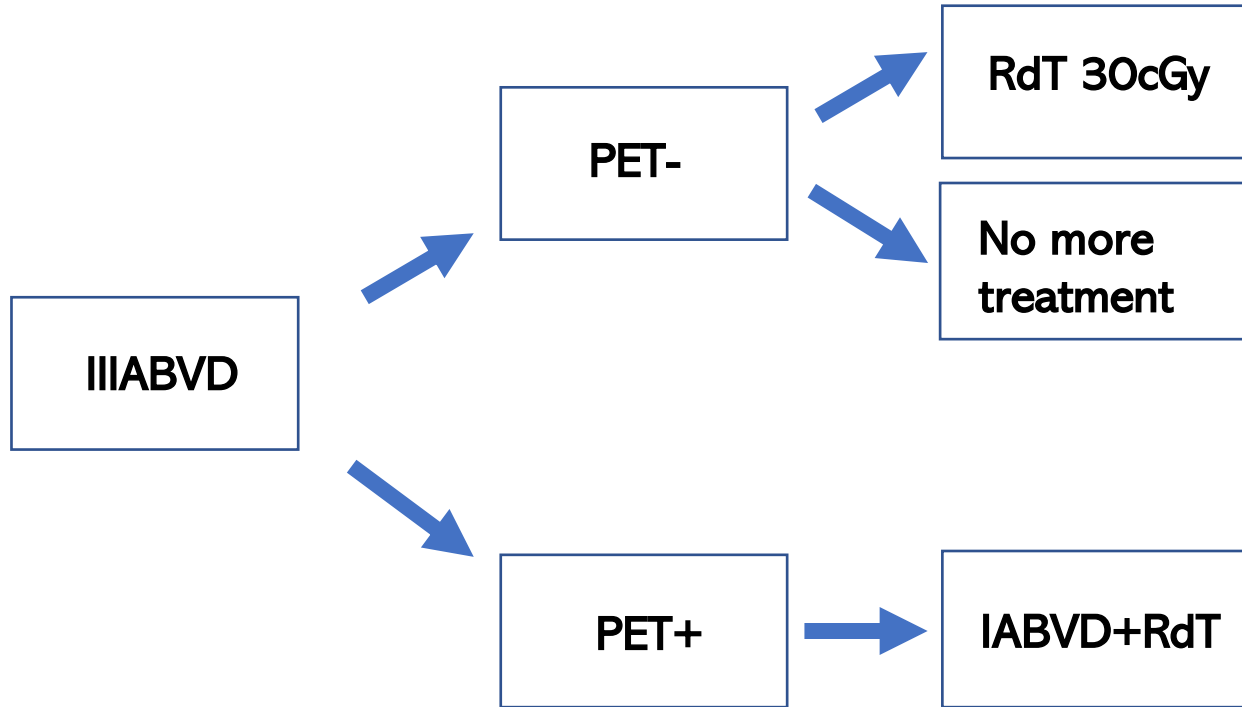 IIIABVD
PET-
RdT 30cGy
No more
treatment
PET+
IABVD+RdT